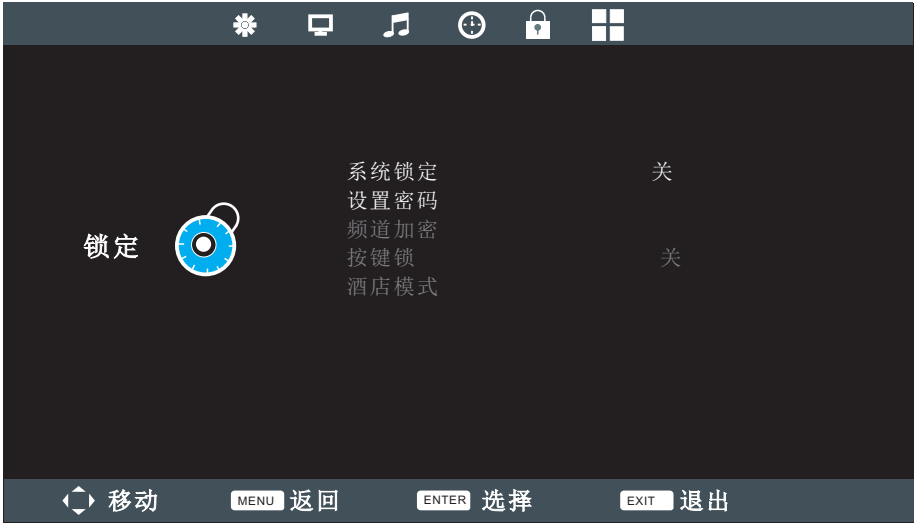 系统锁定 关
设置密码
频道加密
锁定
按键锁 关
酒店模式
移动 MENU 返回 ENTER 选择 EXIT 退出